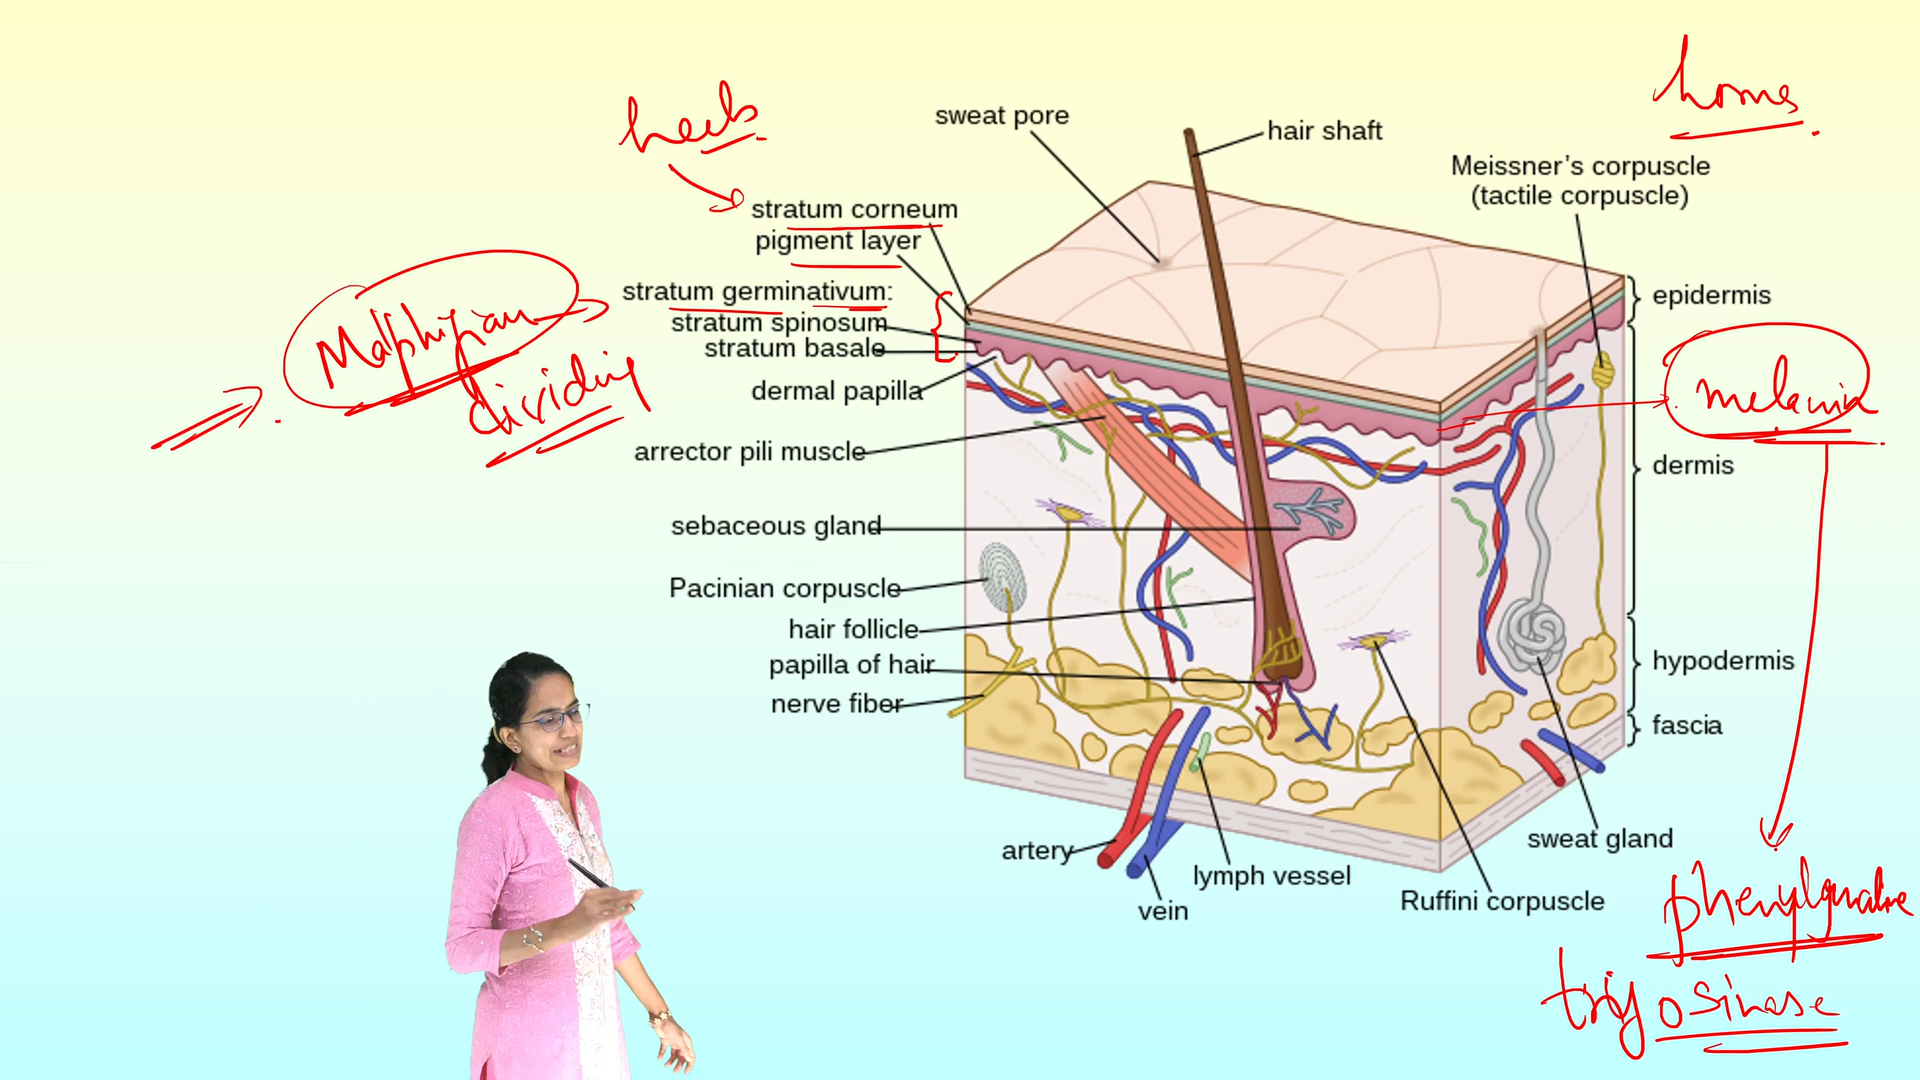 horns
heels
sweat pore
hair shaft
Meissner's corpuscle
(tactile corpuscle)
stratum corneum
pigment layer
stratum germinativum:
stratum spinosum
stratum basale
Malphigian
dividing
dermal papilla
arrector pili muscle
sebaceous gland
Pacinian corpuscle
hair follicle
papilla of hair
nerve fiber
epidermis
melanin
dermis
hypodermis
fascia
artery
vein
lymph vessel
Ruffini corpuscle
sweat gland